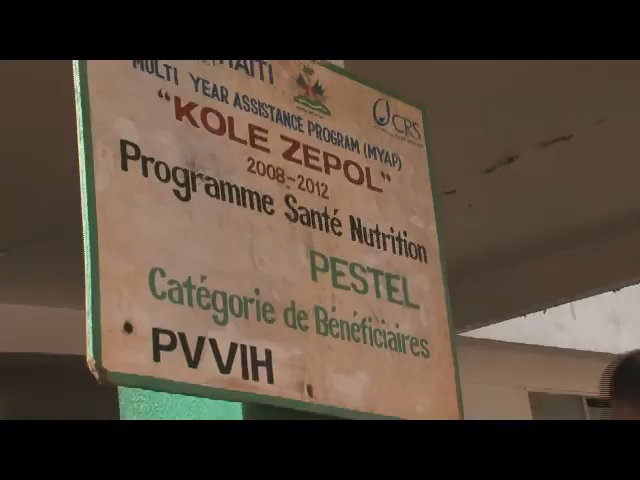 HAITI
MULTI YEAR ASSISTANCE PROGRAM (MYAP)
CRS
"KOLE ZEPOL"
2008-2012
Programme Santé Nutrition
PESTEL
Catégorie de Bénéficiaires
PVVIH